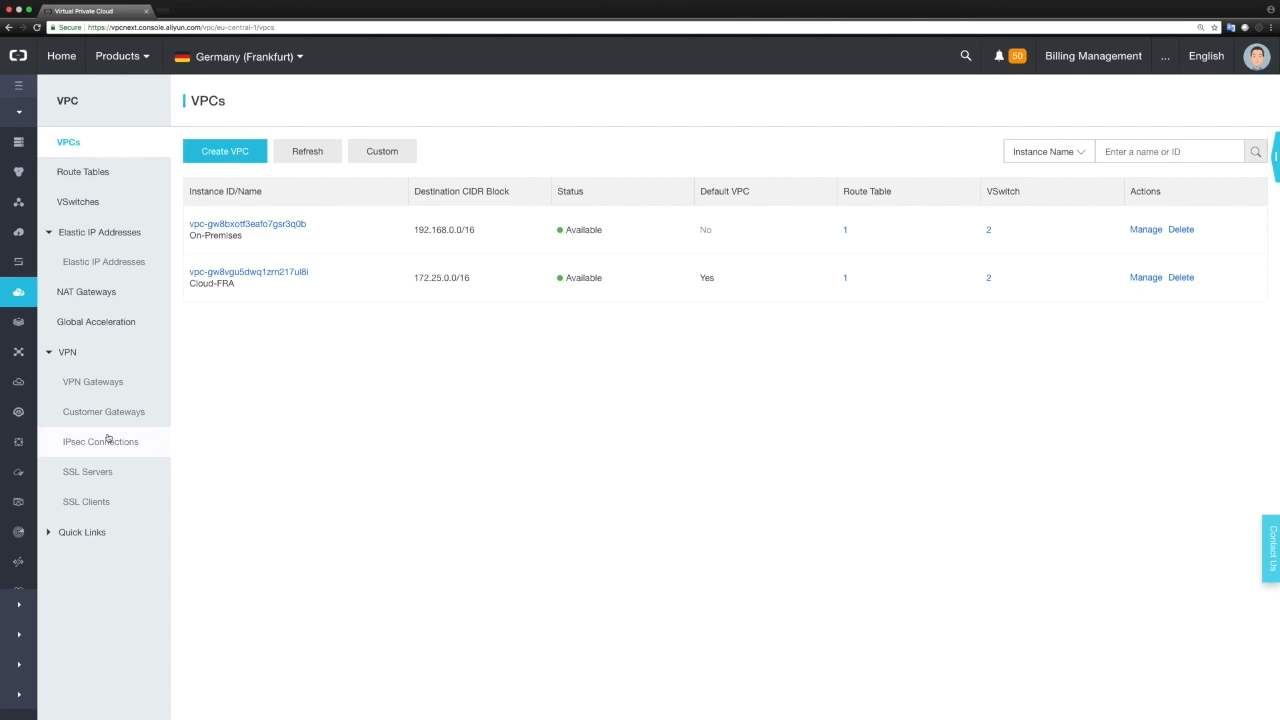 Virtual Private Cloud
Secure https://vpcnext.console.aliyun.com/vpc/eu-central-1/vpcs
Home Products Germany (Frankfurt) 50 Billing Management ... English
VPC
VPCs
Route Tables
VSwitches
Elastic IP Addresses
Elastic IP Addresses
NAT Gateways
Global Acceleration
VPN
VPN Gateways
Customer Gateways
IPsec Connections
SSL Servers
SSL Clients
Quick Links
VPCs
Create VPC Refresh Custom Instance Name Enter a name or ID
Instance ID/Name Destination CIDR Block Status Default VPC Route Table VSwitch Actions
vpc-gw8bxotf3eafo7gsr3q0b
On-Premises 192.168.0.0/16 Available No 1 2 Manage Delete
vpc-gw8vgu5dwq1zrn217ul8i
Cloud-FRA 172.25.0.0/16 Available Yes 1 2 Manage Delete
Contact Us